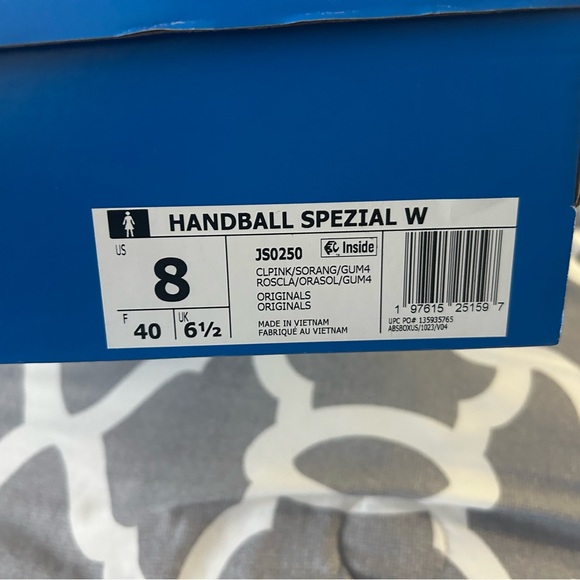 HANDBALL SPEZIAL W
US
8
F
40
UK
6½
JS0250
Inside
CLPINK/SORANG/GUM4
ROSCLA/ORASOL/GUM4
ORIGINALS
ORIGINALS
MADE IN VIETNAM
FABRIQUÉ AU VIETNAM
1 97615 25159 7
UPC PO# 135935765
ABSBOXUS/1023/V04